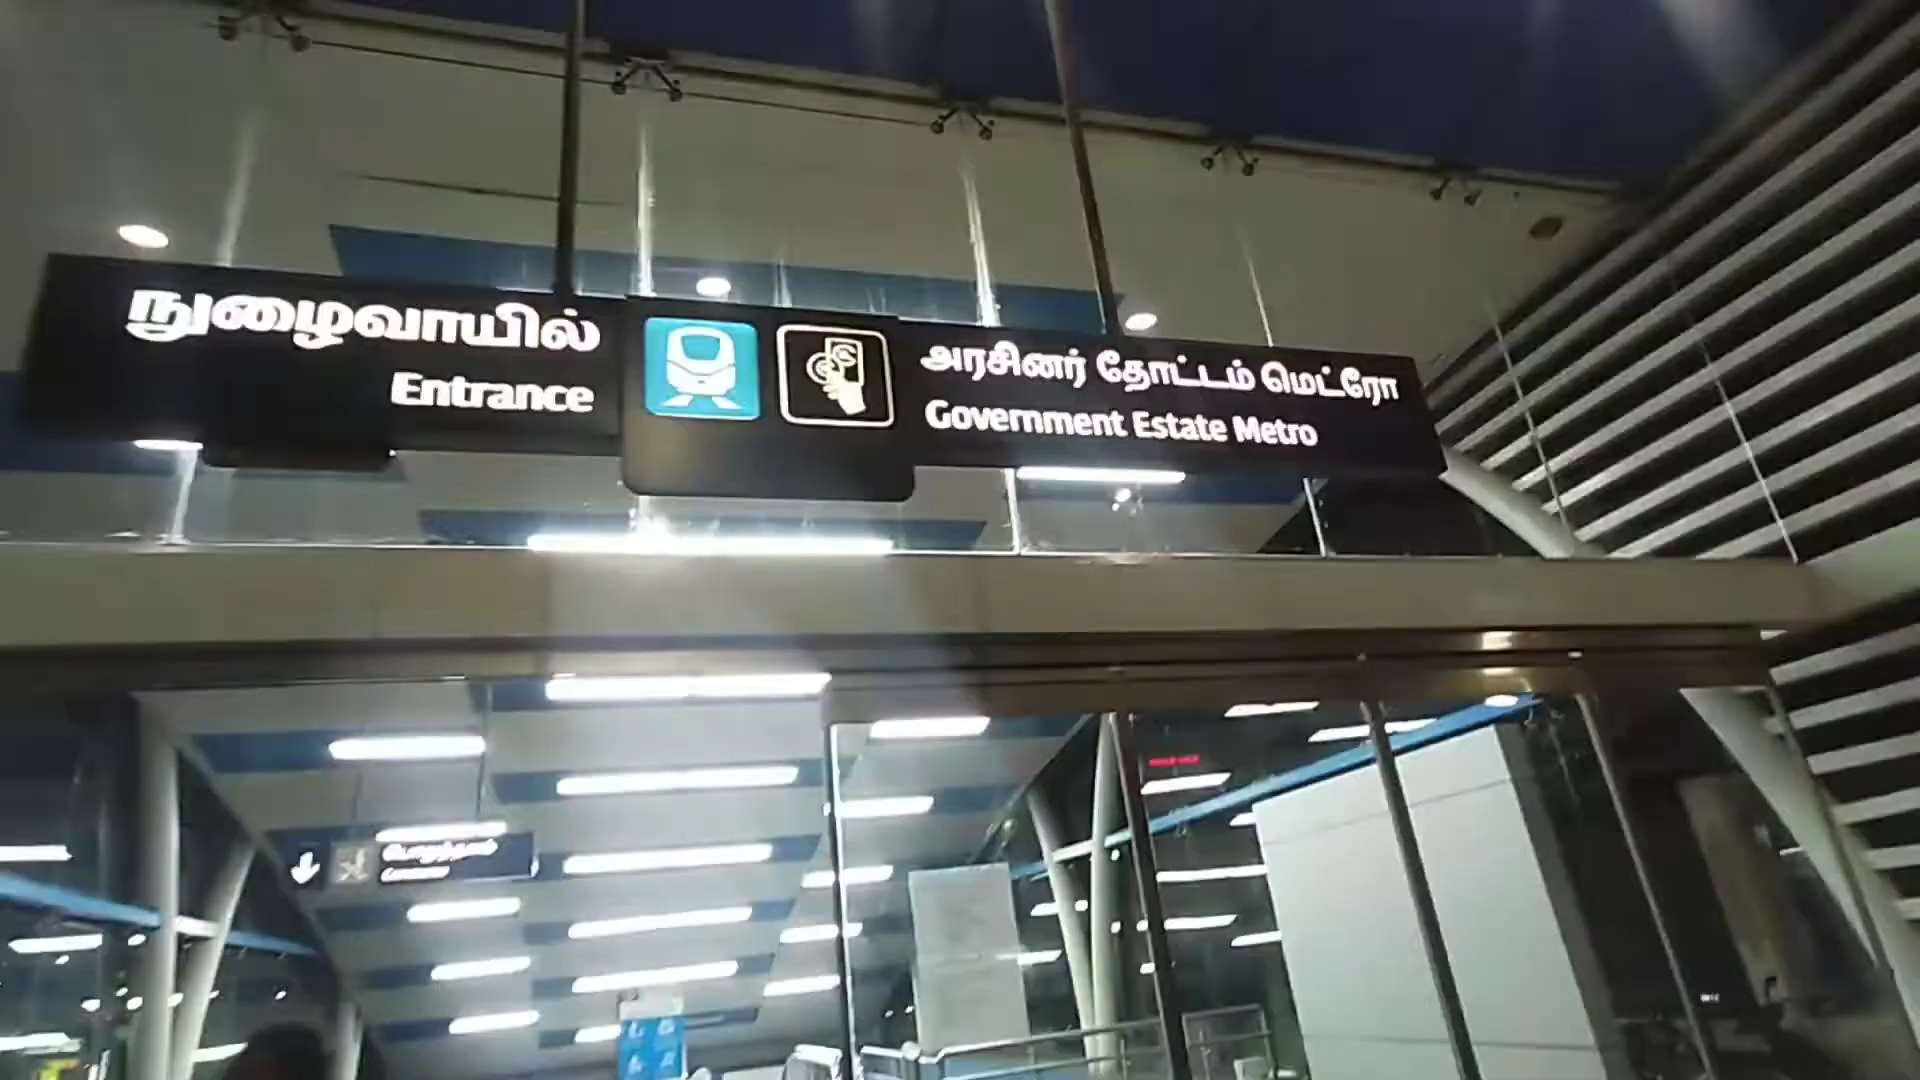 நுழைவாயில்
Entrance
அரசினர் தோட்டம் மெட்ரோ
Government Estate Metro